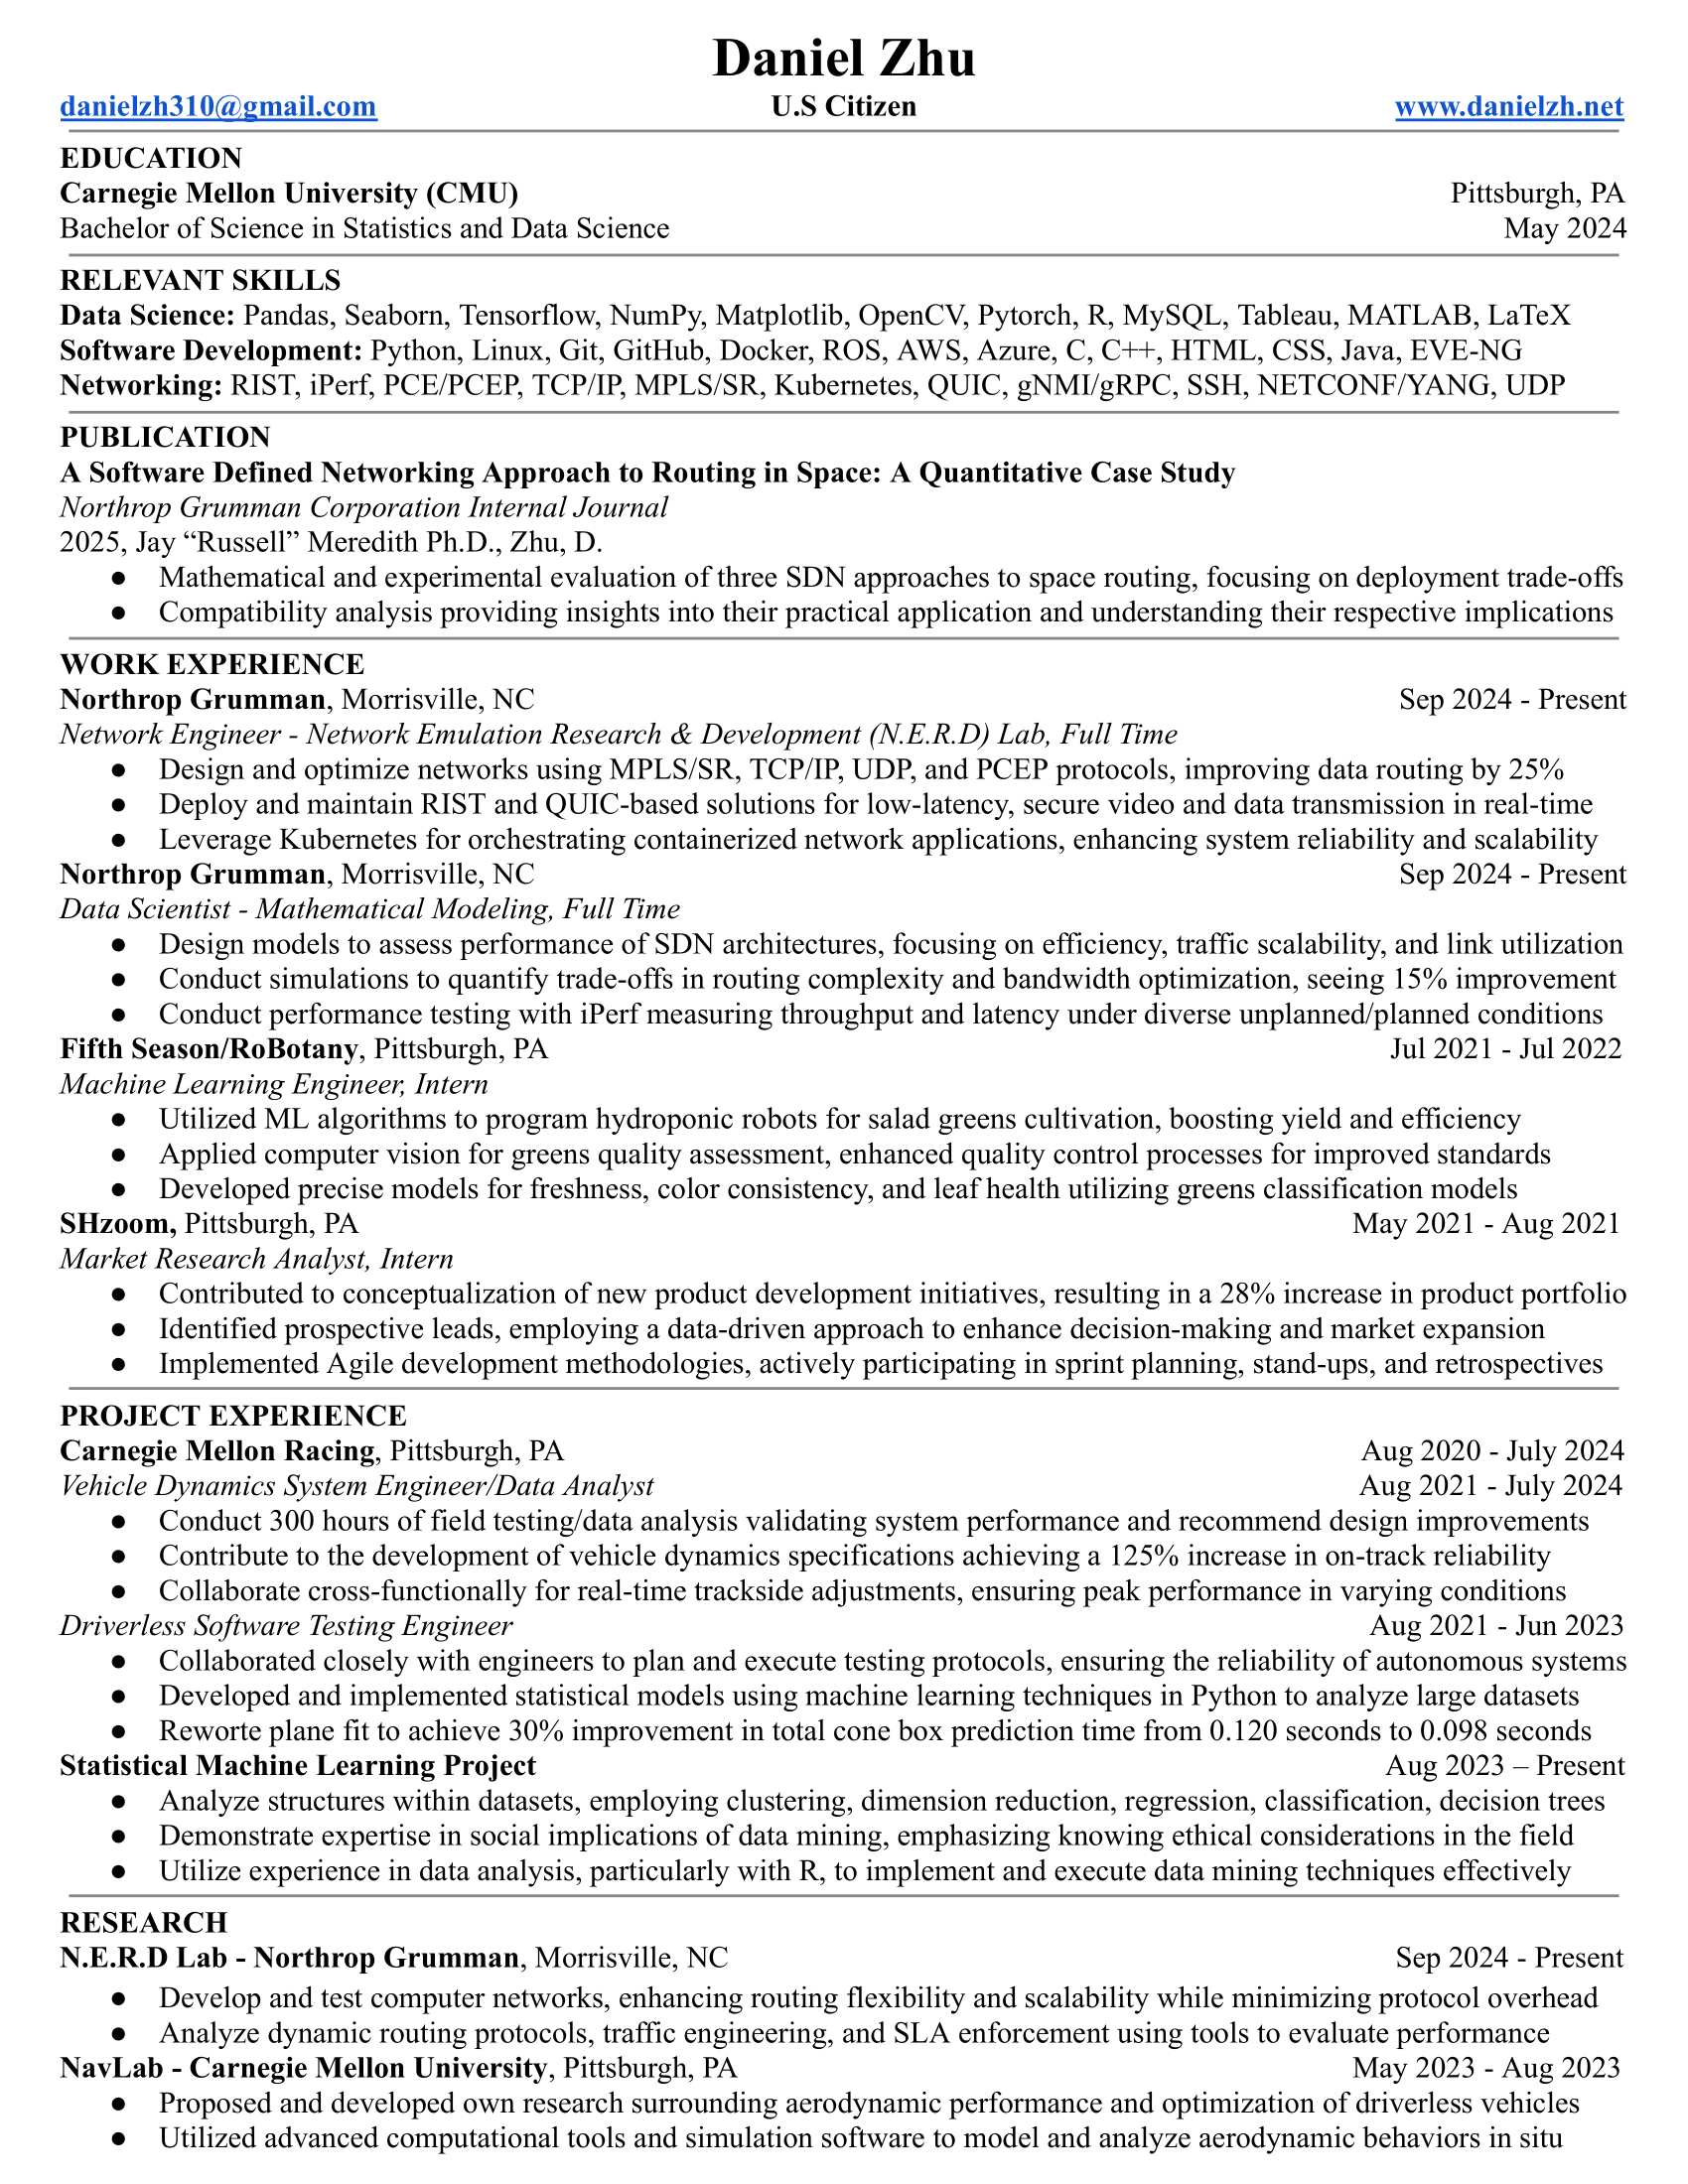 Daniel Zhu
danielzh310@gmail.com U.S Citizen www.danielzh.net
EDUCATION
Carnegie Mellon University (CMU) Pittsburgh, PA
Bachelor of Science in Statistics and Data Science May 2024
RELEVANT SKILLS
Data Science: Pandas, Seaborn, Tensorflow, NumPy, Matplotlib, OpenCV, Pytorch, R, MySQL, Tableau, MATLAB, LaTeX
Software Development: Python, Linux, Git, GitHub, Docker, ROS, AWS, Azure, C, C++, HTML, CSS, Java, EVE-NG
Networking: RIST, iPerf, PCE/PCEP, TCP/IP, MPLS/SR, Kubernetes, QUIC, gNMI/gRPC, SSH, NETCONF/YANG, UDP
PUBLICATION
A Software Defined Networking Approach to Routing in Space: A Quantitative Case Study
Northrop Grumman Corporation Internal Journal
2025, Jay “Russell” Meredith Ph.D., Zhu, D.
● Mathematical and experimental evaluation of three SDN approaches to space routing, focusing on deployment trade-offs
● Compatibility analysis providing insights into their practical application and understanding their respective implications
WORK EXPERIENCE
Northrop Grumman, Morrisville, NC Sep 2024 - Present
Network Engineer - Network Emulation Research & Development (N.E.R.D) Lab, Full Time
● Design and optimize networks using MPLS/SR, TCP/IP, UDP, and PCEP protocols, improving data routing by 25%
● Deploy and maintain RIST and QUIC-based solutions for low-latency, secure video and data transmission in real-time
● Leverage Kubernetes for orchestrating containerized network applications, enhancing system reliability and scalability
Northrop Grumman, Morrisville, NC Sep 2024 - Present
Data Scientist - Mathematical Modeling, Full Time
● Design models to assess performance of SDN architectures, focusing on efficiency, traffic scalability, and link utilization
● Conduct simulations to quantify trade-offs in routing complexity and bandwidth optimization, seeing 15% improvement
● Conduct performance testing with iPerf measuring throughput and latency under diverse unplanned/planned conditions
Fifth Season/RoBotany, Pittsburgh, PA Jul 2021 - Jul 2022
Machine Learning Engineer, Intern
● Utilized ML algorithms to program hydroponic robots for salad greens cultivation, boosting yield and efficiency
● Applied computer vision for greens quality assessment, enhanced quality control processes for improved standards
● Developed precise models for freshness, color consistency, and leaf health utilizing greens classification models
SHzoom, Pittsburgh, PA May 2021 - Aug 2021
Market Research Analyst, Intern
● Contributed to conceptualization of new product development initiatives, resulting in a 28% increase in product portfolio
● Identified prospective leads, employing a data-driven approach to enhance decision-making and market expansion
● Implemented Agile development methodologies, actively participating in sprint planning, stand-ups, and retrospectives
PROJECT EXPERIENCE
Carnegie Mellon Racing, Pittsburgh, PA Aug 2020 - July 2024
Vehicle Dynamics System Engineer/Data Analyst Aug 2021 - July 2024
● Conduct 300 hours of field testing/data analysis validating system performance and recommend design improvements
● Contribute to the development of vehicle dynamics specifications achieving a 125% increase in on-track reliability
● Collaborate cross-functionally for real-time trackside adjustments, ensuring peak performance in varying conditions
Driverless Software Testing Engineer Aug 2021 - Jun 2023
● Collaborated closely with engineers to plan and execute testing protocols, ensuring the reliability of autonomous systems
● Developed and implemented statistical models using machine learning techniques in Python to analyze large datasets
● Reworte plane fit to achieve 30% improvement in total cone box prediction time from 0.120 seconds to 0.098 seconds
Statistical Machine Learning Project Aug 2023 – Present
● Analyze structures within datasets, employing clustering, dimension reduction, regression, classification, decision trees
● Demonstrate expertise in social implications of data mining, emphasizing knowing ethical considerations in the field
● Utilize experience in data analysis, particularly with R, to implement and execute data mining techniques effectively
RESEARCH
N.E.R.D Lab - Northrop Grumman, Morrisville, NC Sep 2024 - Present
● Develop and test computer networks, enhancing routing flexibility and scalability while minimizing protocol overhead
● Analyze dynamic routing protocols, traffic engineering, and SLA enforcement using tools to evaluate performance
NavLab - Carnegie Mellon University, Pittsburgh, PA May 2023 - Aug 2023
● Proposed and developed own research surrounding aerodynamic performance and optimization of driverless vehicles
● Utilized advanced computational tools and simulation software to model and analyze aerodynamic behaviors in situ